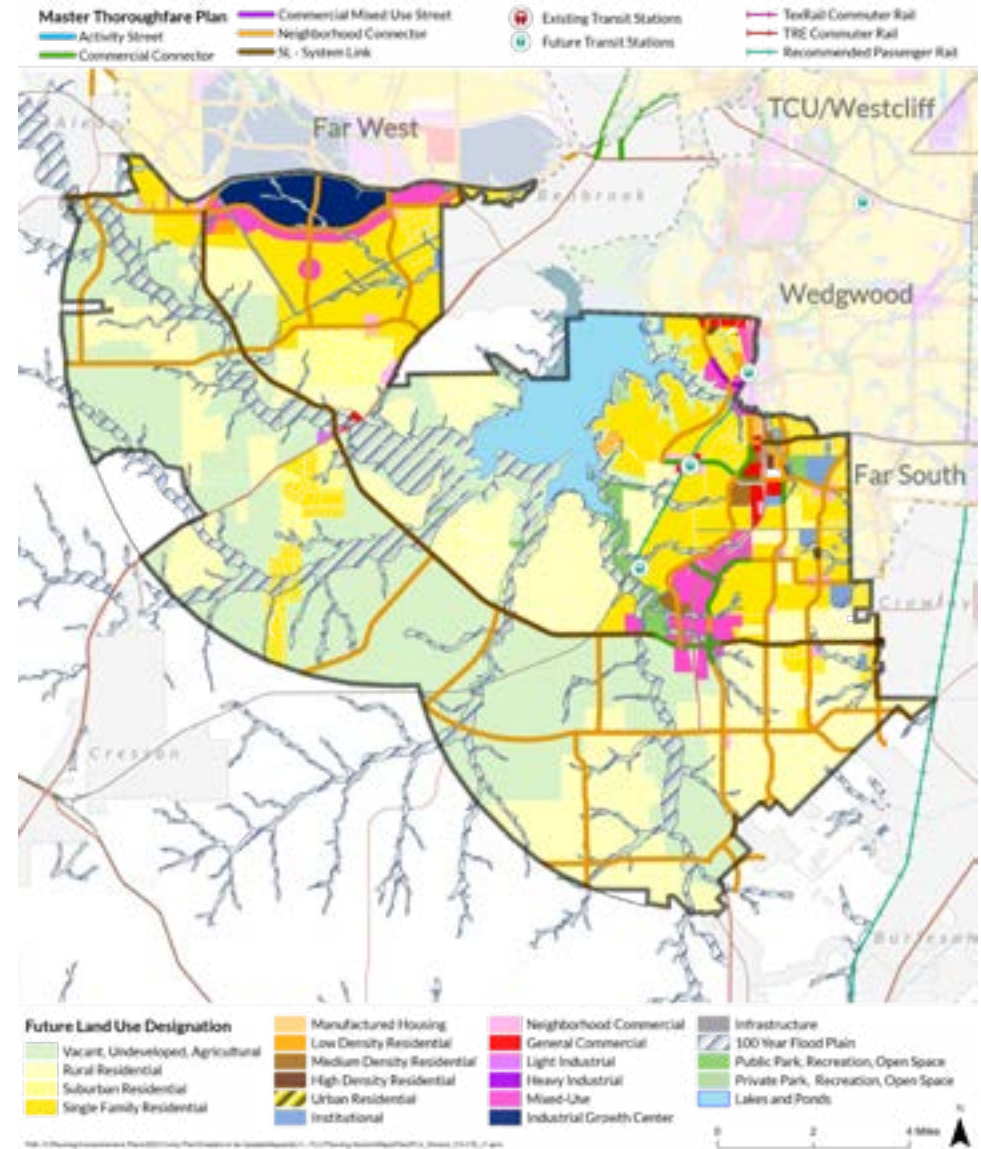 Master Thoroughfare Plan
Activity Street
Commercial Connector
Commercial Mixed Use Street
Neighborhood Connector
SL - System Link
Existing Transit Stations
Future Transit Stations
TexRail Commuter Rail
TRE Commuter Rail
Recommended Passenger Rail
Aledo
Far West
TCU/Westcliff
Benbrook
Wedgwood
Far South
Crowley
Cresson
Burleson
Future Land Use Designation
Vacant, Undeveloped, Agricultural
Rural Residential
Suburban Residential
Single Family Residential
Manufactured Housing
Low Density Residential
Medium Density Residential
High Density Residential
Urban Residential
Institutional
Neighborhood Commercial
General Commercial
Light Industrial
Heavy Industrial
Mixed-Use
Industrial Growth Center
Infrastructure
100 Year Flood Plain
Public Park, Recreation, Open Space
Private Park, Recreation, Open Space
Lakes and Ponds
N
0 2 4 Miles